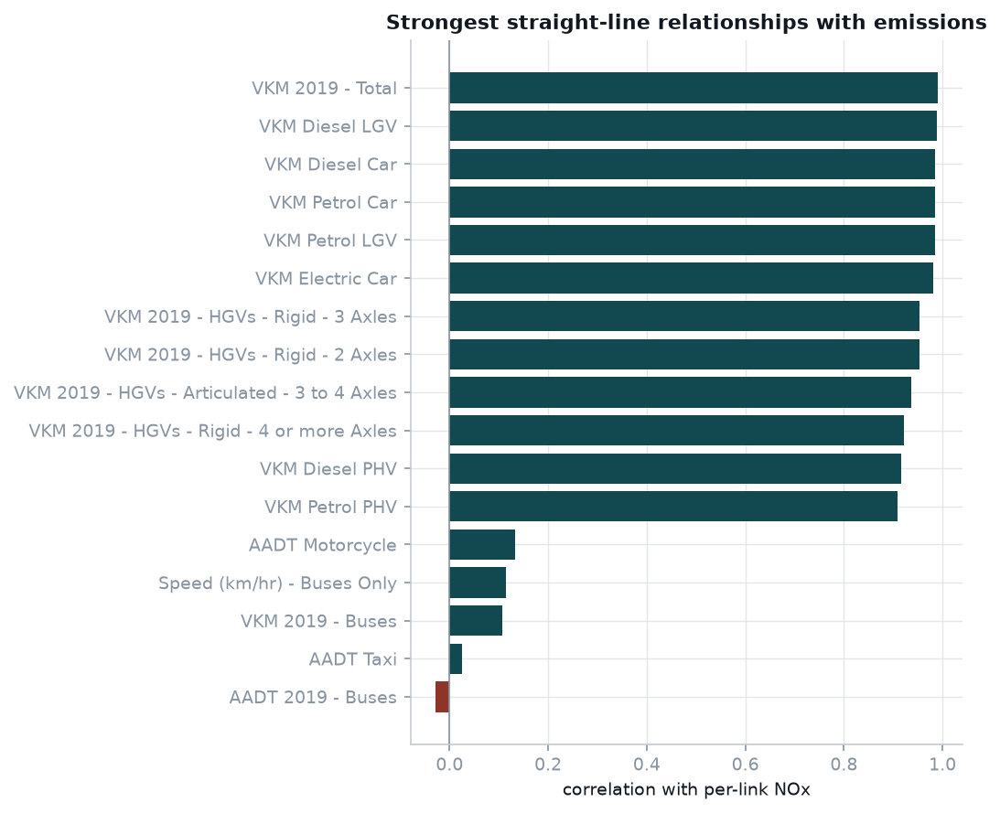 Strongest straight-line relationships with emissions
VKM 2019 - Total
VKM Diesel LGV
VKM Diesel Car
VKM Petrol Car
VKM Petrol LGV
VKM Electric Car
VKM 2019 - HGVs - Rigid - 3 Axles
VKM 2019 - HGVs - Rigid - 2 Axles
VKM 2019 - HGVs - Articulated - 3 to 4 Axles
VKM 2019 - HGVs - Rigid - 4 or more Axles
VKM Diesel PHV
VKM Petrol PHV
AADT Motorcycle
Speed (km/hr) - Buses Only
VKM 2019 - Buses
AADT Taxi
AADT 2019 - Buses
0.0 0.2 0.4 0.6 0.8 1.0
correlation with per-link NOx